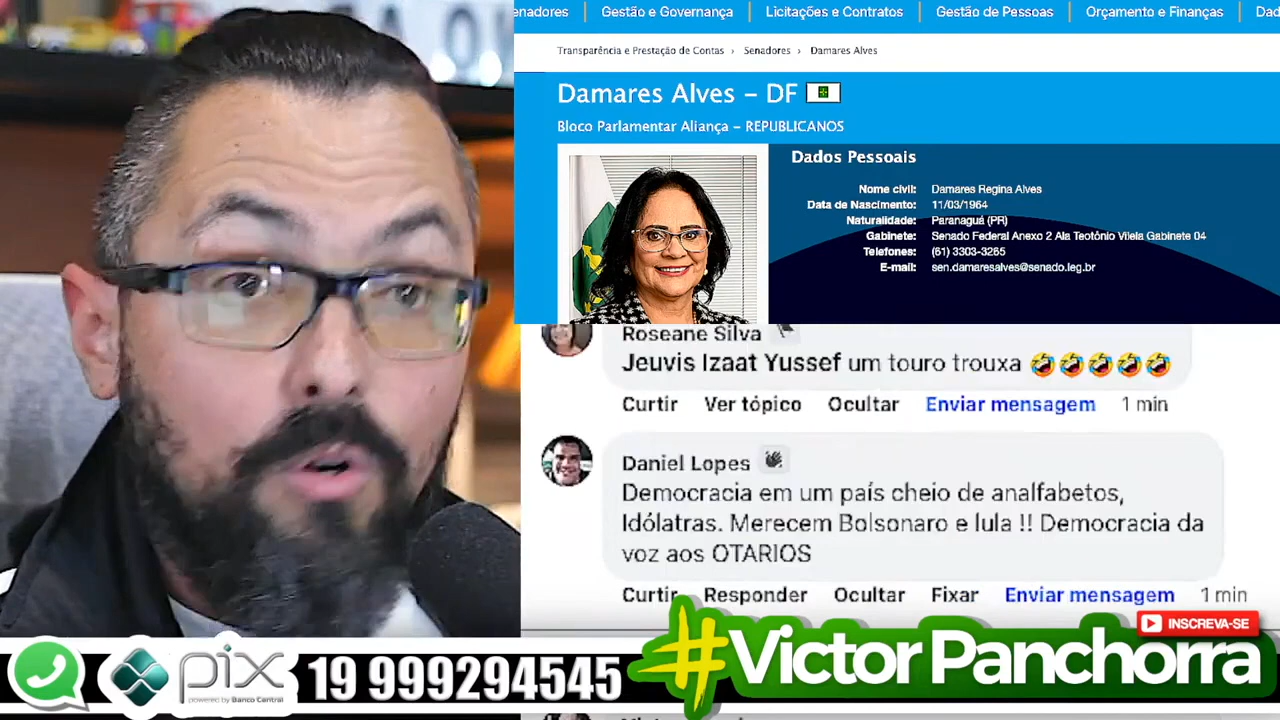 enadores
Gestão e Governança
Licitações e Contratos
Gestão de Pessoas
Orçamento e Finanças
Dad
Transparência e Prestação de Contas › Senadores › Damares Alves
Damares Alves – DF
Bloco Parlamentar Aliança – REPUBLICANOS
Dados Pessoais
Nome civil: Damares Regina Alves
Data de Nascimento: 11/03/1964
Naturalidade: Paranaguá (PR)
Gabinete: Senado Federal Anexo 2 Ala Teotônio Vilela Gabinete 04
Telefones: (61) 3303-3265
E-mail: sen.damaresalves@senado.leg.br
Roseane Silva
Jeuvis Izaat Yussef um touro trouxa 🤣🤣🤣🤣🤣
Curtir Ver tópico Ocultar Enviar mensagem 1 min
Daniel Lopes
Democracia em um país cheio de analfabetos,
Idólatras. Merecem Bolsonaro e lula !! Democracia da
voz aos OTARIOS
Curtir Responder Ocultar Fixar Enviar mensagem 1 min
INSCREVA-SE
pix
powered by Banco Central
19 999294545
#VictorPanchorra